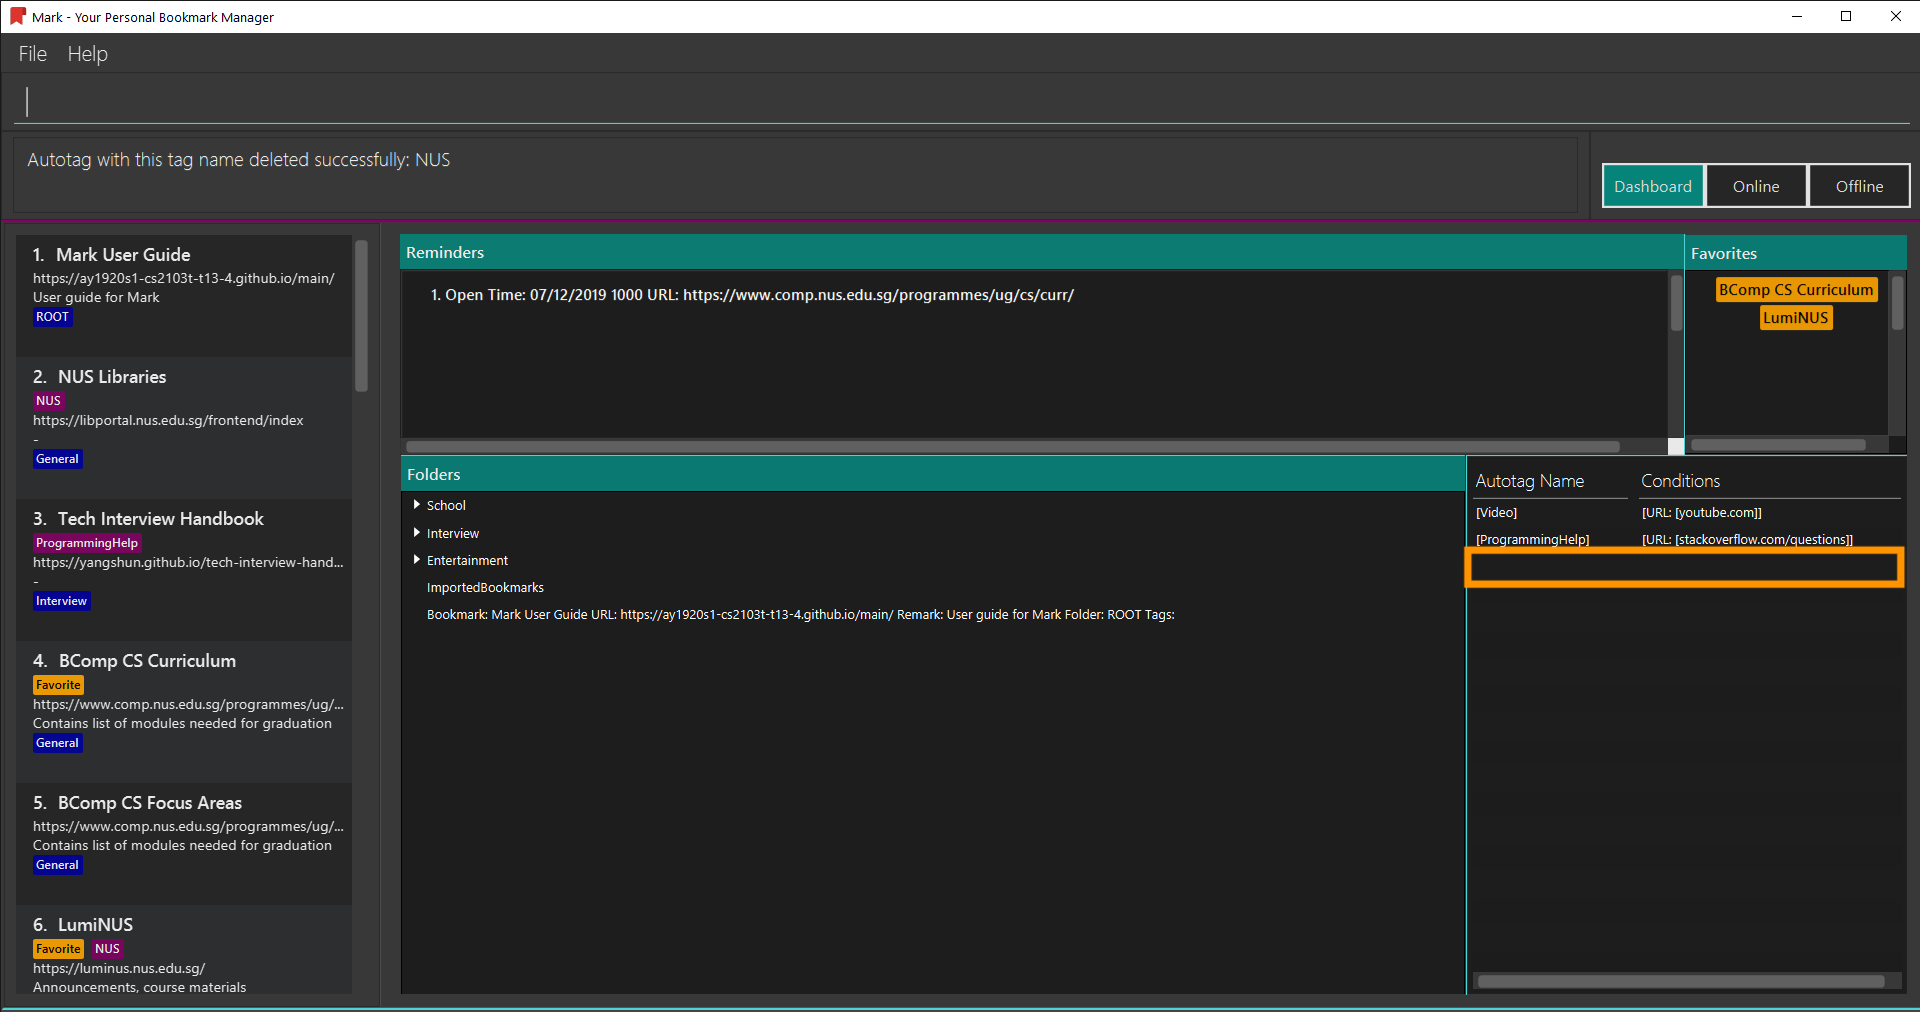 Mark - Your Personal Bookmark Manager
File Help
Autotag with this tag name deleted successfully: NUS
Dashboard Online Offline
1. Mark User Guide
https://ay1920s1-cs2103t-t13-4.github.io/main/
User guide for Mark
ROOT
2. NUS Libraries
NUS
https://libportal.nus.edu.sg/frontend/index
-
General
3. Tech Interview Handbook
ProgrammingHelp
https://yangshun.github.io/tech-interview-hand...
-
Interview
4. BComp CS Curriculum
Favorite
https://www.comp.nus.edu.sg/programmes/ug/...
Contains list of modules needed for graduation
General
5. BComp CS Focus Areas
https://www.comp.nus.edu.sg/programmes/ug/...
Contains list of modules needed for graduation
General
6. LumiNUS
Favorite NUS
https://luminus.nus.edu.sg/
Announcements, course materials
Reminders
1. Open Time: 07/12/2019 1000 URL: https://www.comp.nus.edu.sg/programmes/ug/cs/curr/
Favorites
BComp CS Curriculum
LumiNUS
Folders
School
Interview
Entertainment
ImportedBookmarks
Bookmark: Mark User Guide URL: https://ay1920s1-cs2103t-t13-4.github.io/main/ Remark: User guide for Mark Folder: ROOT Tags:
Autotag Name Conditions
[Video] [URL: [youtube.com]]
[ProgrammingHelp] [URL: [stackoverflow.com/questions]]